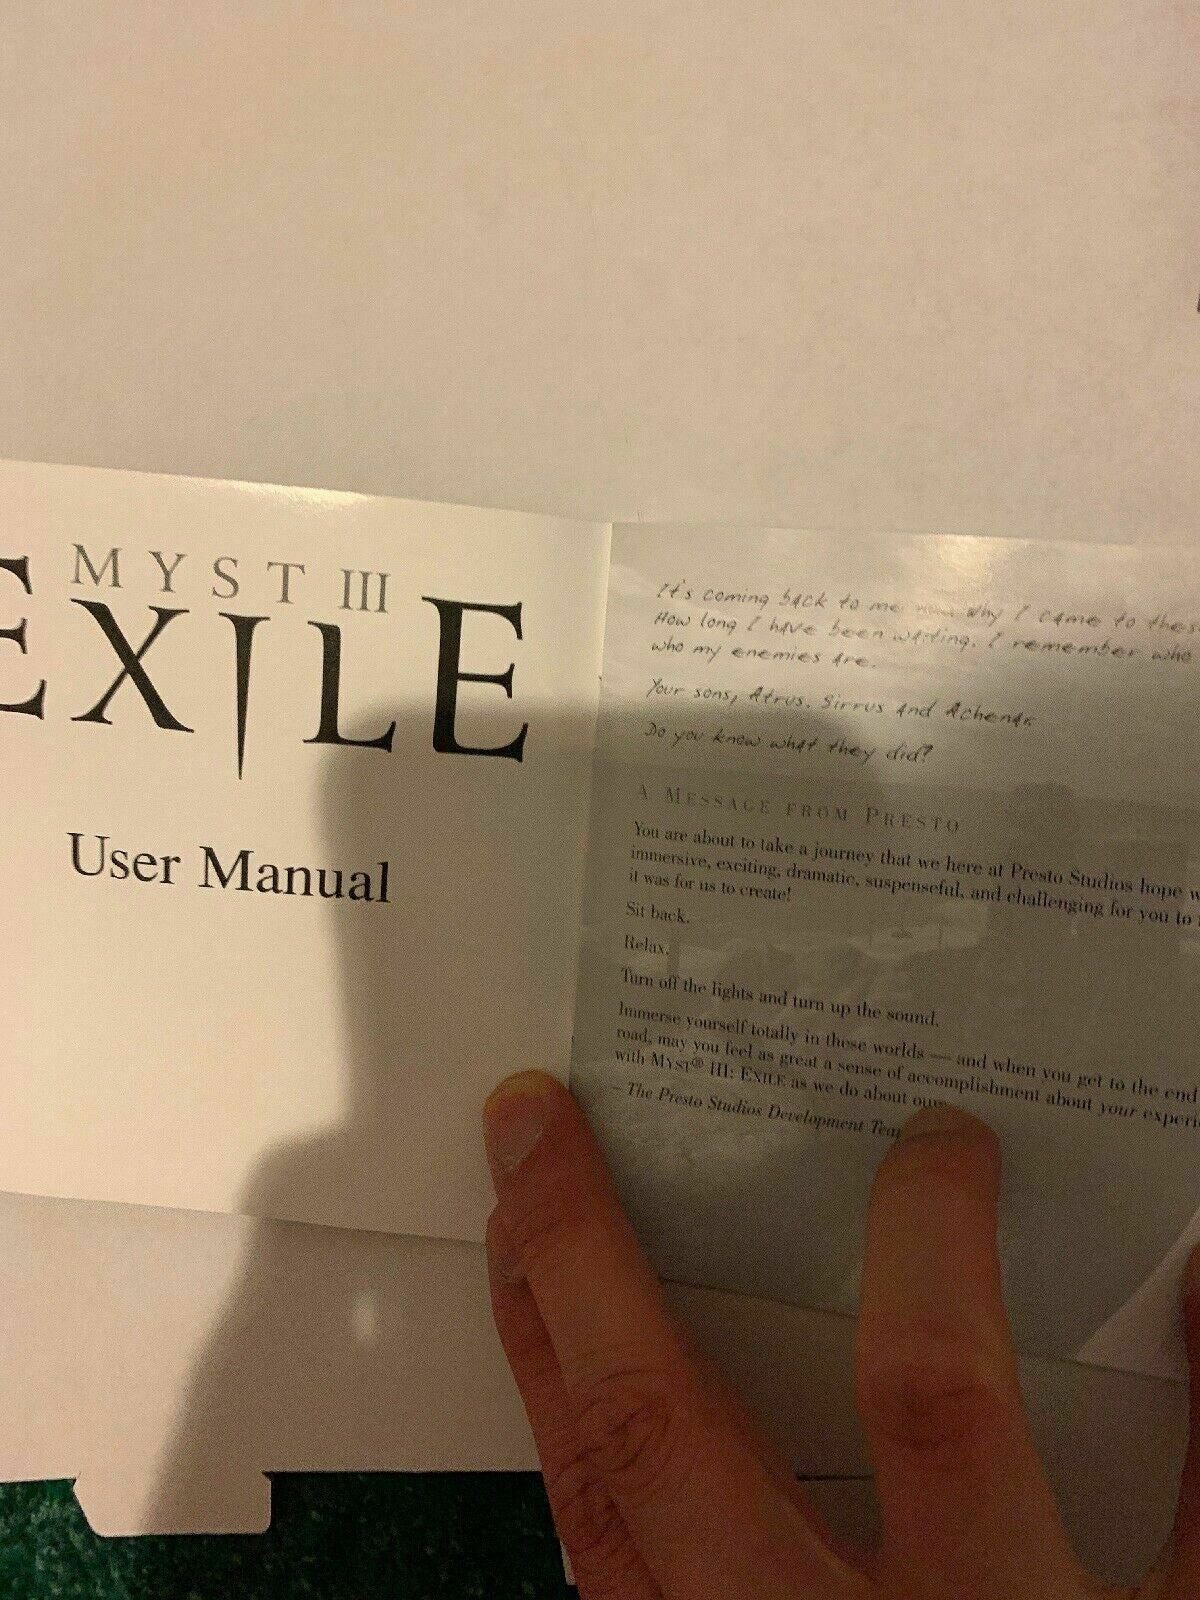 MYST III
EXILE
User Manual
It's coming back to me now. Why I came to these
How long I have been waiting. I remember who
who my enemies are.
Your sons, Atrus. Sirrus and Achenar.
Do you know what they did?
A MESSAGE FROM PRESTO
You are about to take a journey that we here at Presto Studios hope
immersive, exciting, dramatic, suspenseful, and challenging for you to
it was for us to create!
Sit back.
Relax.
Turn off the lights and turn up the sound.
Immerse yourself totally in these worlds — and when you get to the end
road, may you feel as great a sense of accomplishment about your
with MYST® III: EXILE as we do about ours.
– The Presto Studios Development